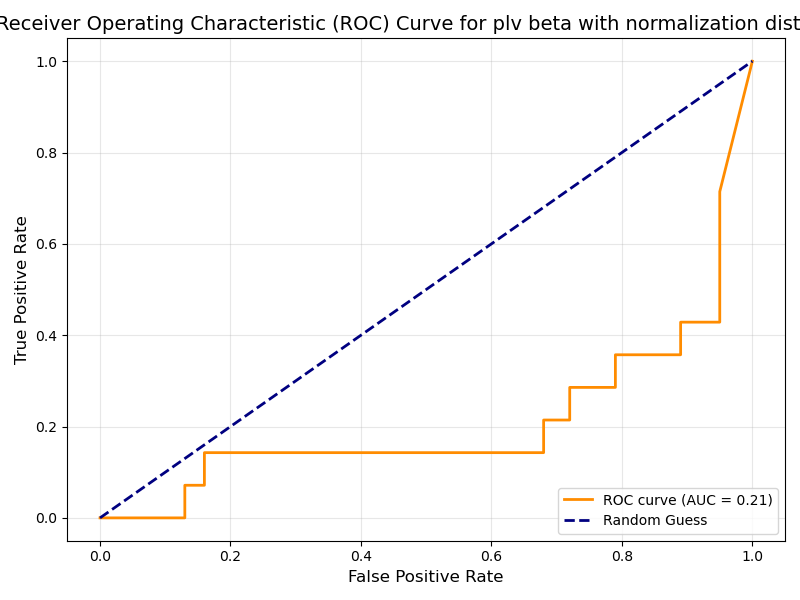 Receiver Operating Characteristic (ROC) Curve for plv beta with normalization dist
1.0
0.8
0.6
0.4
0.2
0.0
True Positive Rate
0.0 0.2 0.4 0.6 0.8 1.0
False Positive Rate
ROC curve (AUC = 0.21)
Random Guess